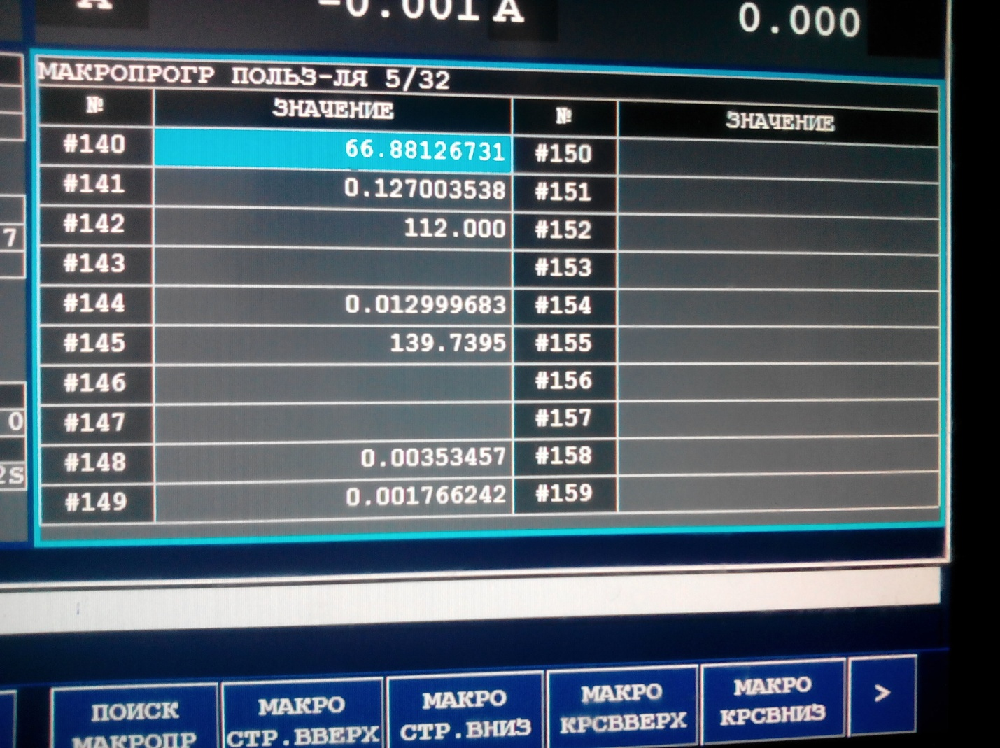 -0.001 A 0.000
МАКРОПРОГР ПОЛЬЗ-ЛЯ 5/32
№ ЗНАЧЕНИЕ № ЗНАЧЕНИЕ
#140 66.88126731 #150
#141 0.127003538 #151
#142 112.000 #152
7
#143 #153
#144 0.012999683 #154
#145 139.7395 #155
#146 #156
0 #147 #157
#148 0.00353457 #158
2S
#149 0.001766242 #159
ПОИСК МАКРОПР
МАКРО СТР.ВВЕРХ
МАКРО СТР.ВНИЗ
МАКРО КРСВВЕРХ
МАКРО КРСВНИЗ
>